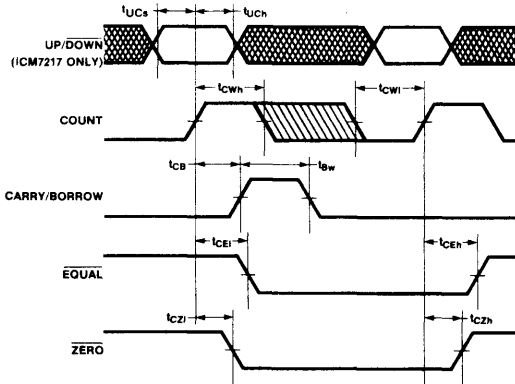 tUCs
tUCh
UP/DOWN
(ICM7217 ONLY)
tCWh
tCWl
COUNT
tCB
tBw
CARRY/BORROW
tCEl
tCEh
EQUAL
tCZl
tCZh
ZERO